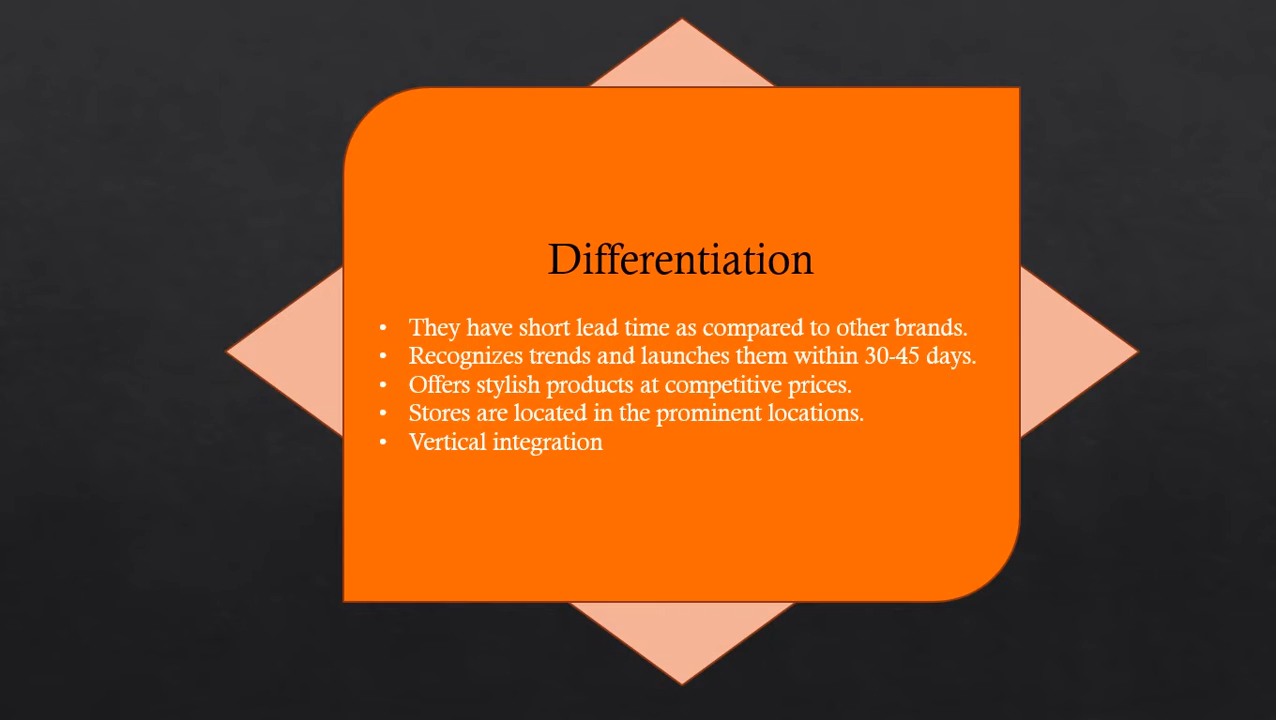 Differentiation
• They have short lead time as compared to other brands.
• Recognizes trends and launches them within 30-45 days.
• Offers stylish products at competitive prices.
• Stores are located in the prominent locations.
• Vertical integration